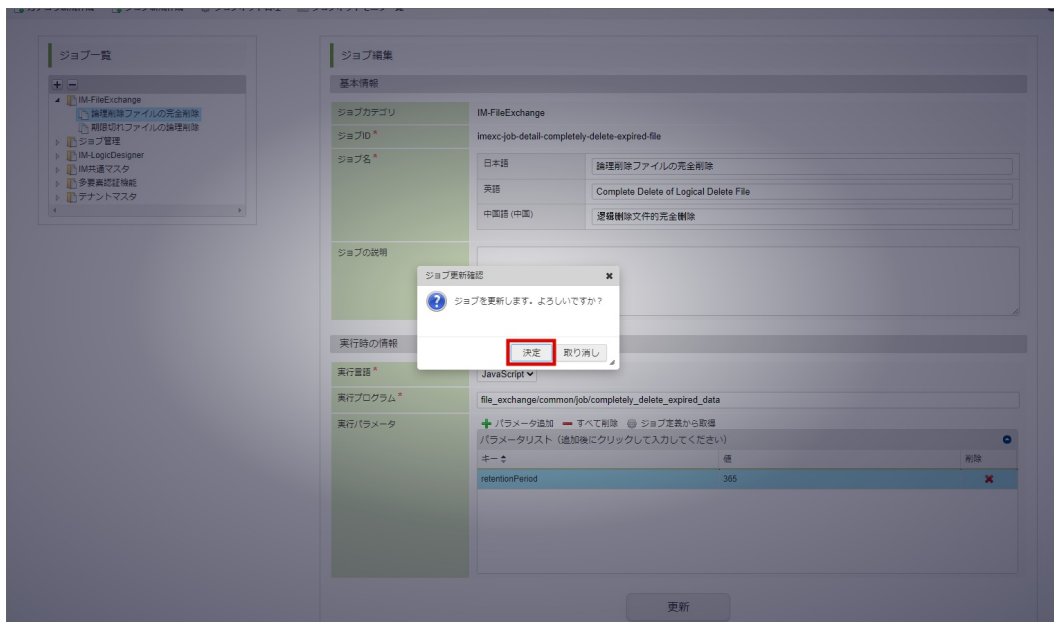 ジョブ一覧
IM-FileExchange
論理削除ファイルの完全削除
期限切れファイルの論理削除
ジョブ管理
IM-LogicDesigner
IM共通マスタ
多要素認証機能
テナントマスタ
ジョブ編集
基本情報
ジョブカテゴリ IM-FileExchange
ジョブID * imexc-job-detail-completely-delete-expired-file
ジョブ名 *
日本語 論理削除ファイルの完全削除
英語 Complete Delete of Logical Delete File
中国語 (中国) 逻辑删除文件的完全删除
ジョブの説明
ジョブ更新確認
ジョブを更新します。よろしいですか？
決定 取り消し
実行時の情報
実行言語 * JavaScript
実行プログラム * file_exchange/common/job/completely_delete_expired_data
実行パラメータ
パラメータ追加 すべて削除 ジョブ定義から取得
パラメータリスト（追加後にクリックして入力してください）
キー 値 削除
retentionPeriod 365
更新